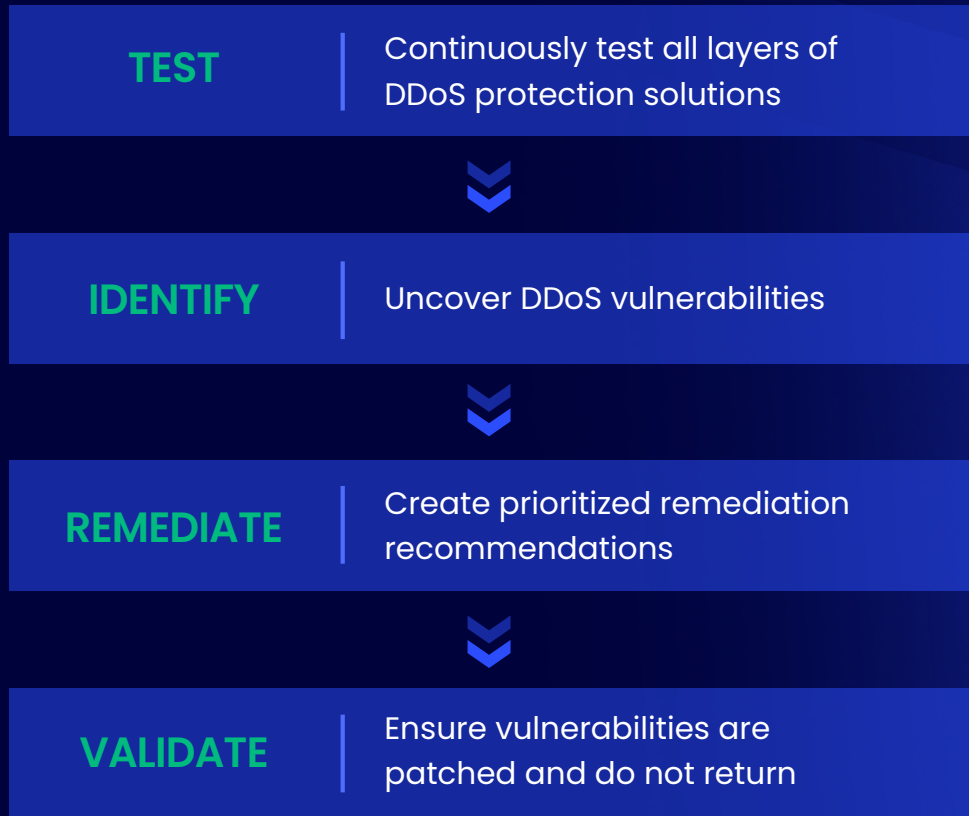 TEST
Continuously test all layers of
DDoS protection solutions
IDENTIFY
Uncover DDoS vulnerabilities
REMEDIATE
Create prioritized remediation
recommendations
VALIDATE
Ensure vulnerabilities are
patched and do not return